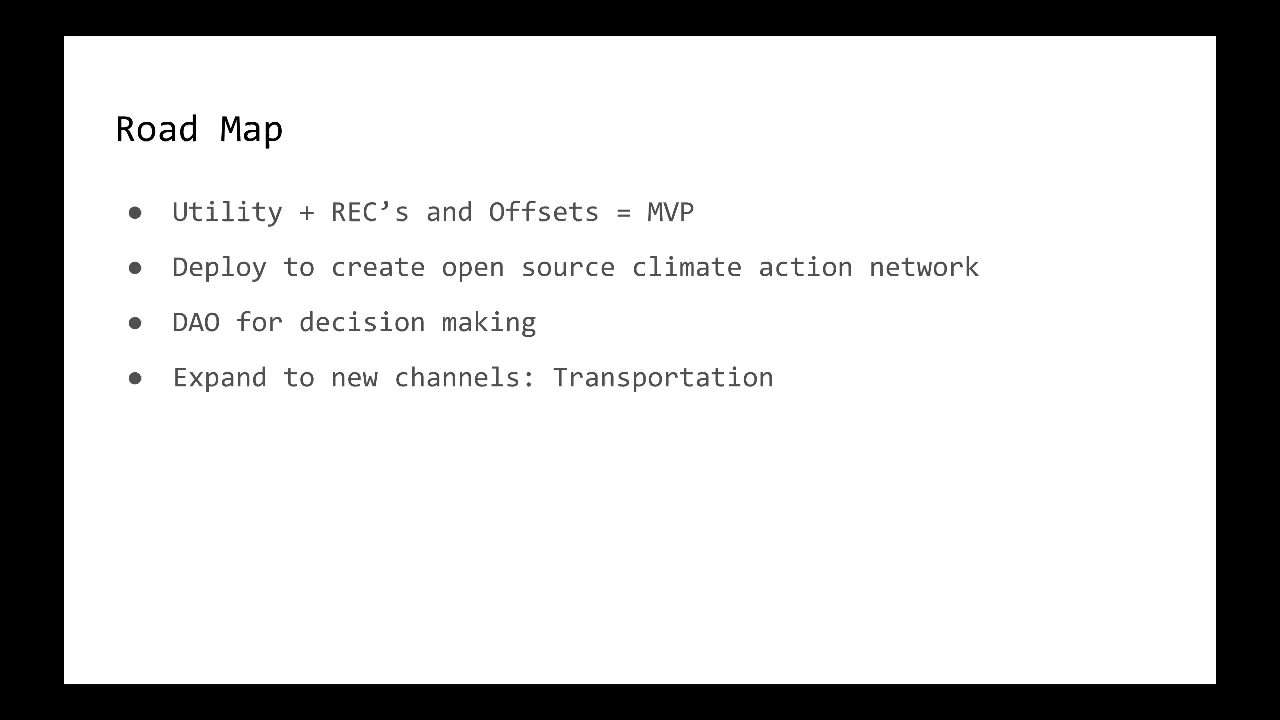 Road Map
● Utility + REC’s and Offsets = MVP
● Deploy to create open source climate action network
● DAO for decision making
● Expand to new channels: Transportation